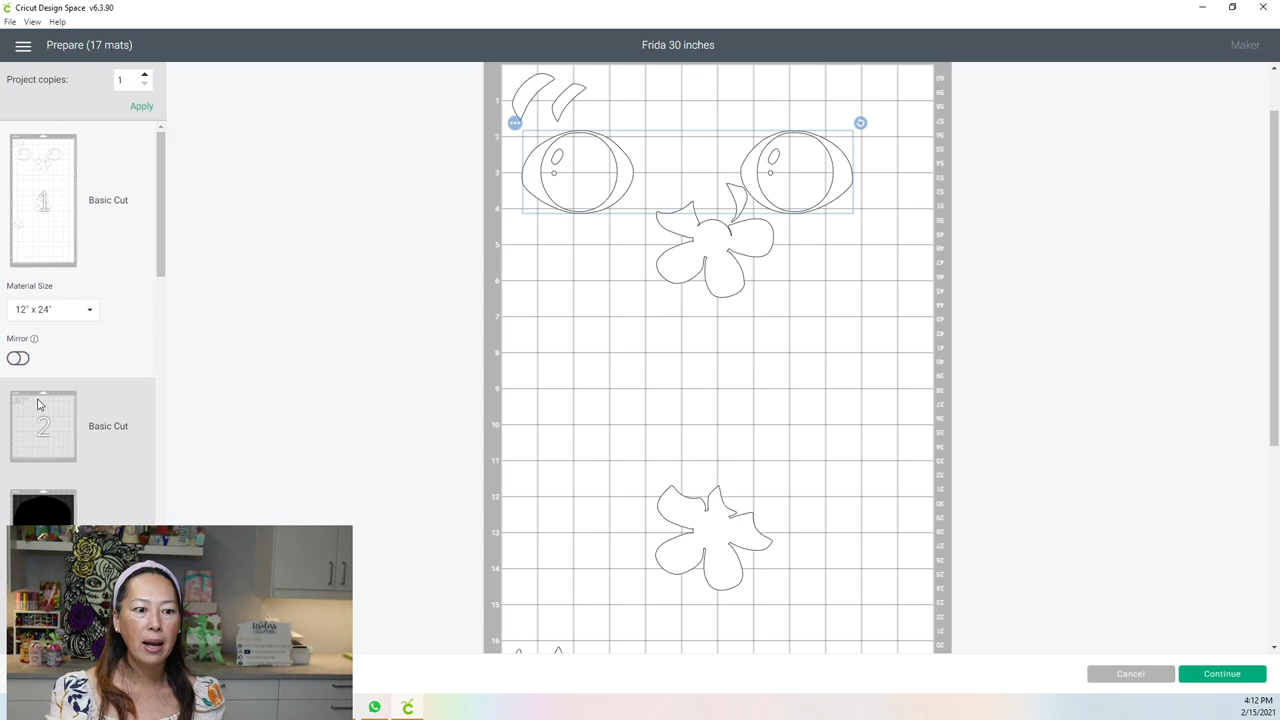 Cricut Design Space v6.3.90
File View Help
Prepare (17 mats)
Frida 30 inches
Maker
Project copies:
1
Apply
1
Basic Cut
Material Size
12" x 24"
Mirror
2
Basic Cut
1
2
3
4
5
6
7
8
9
10
11
12
13
14
15
16
Cancel
Continue
4:12 PM
2/15/2021